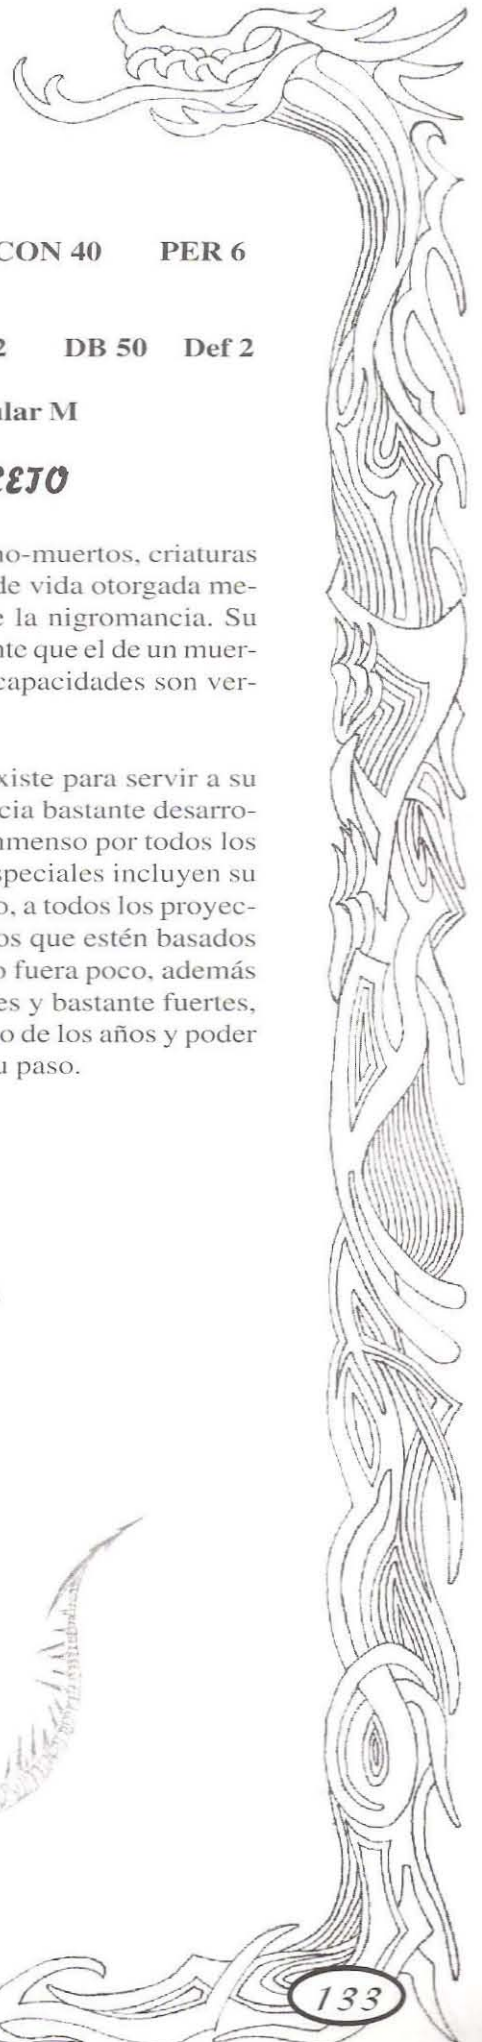 CON 40 PER 6
2 DB 50 Def 2
ular M
LETO
no-muertos, criaturas
de vida otorgada me-
e la nigromancia. Su
nte que el de un muer-
capacidades son ver-
xiste para servir a su
cia bastante desarro-
nmenso por todos los
speciales incluyen su
o, a todos los proyec-
os que estén basados
o fuera poco, además
es y bastante fuertes,
o de los años y poder
u paso.
133